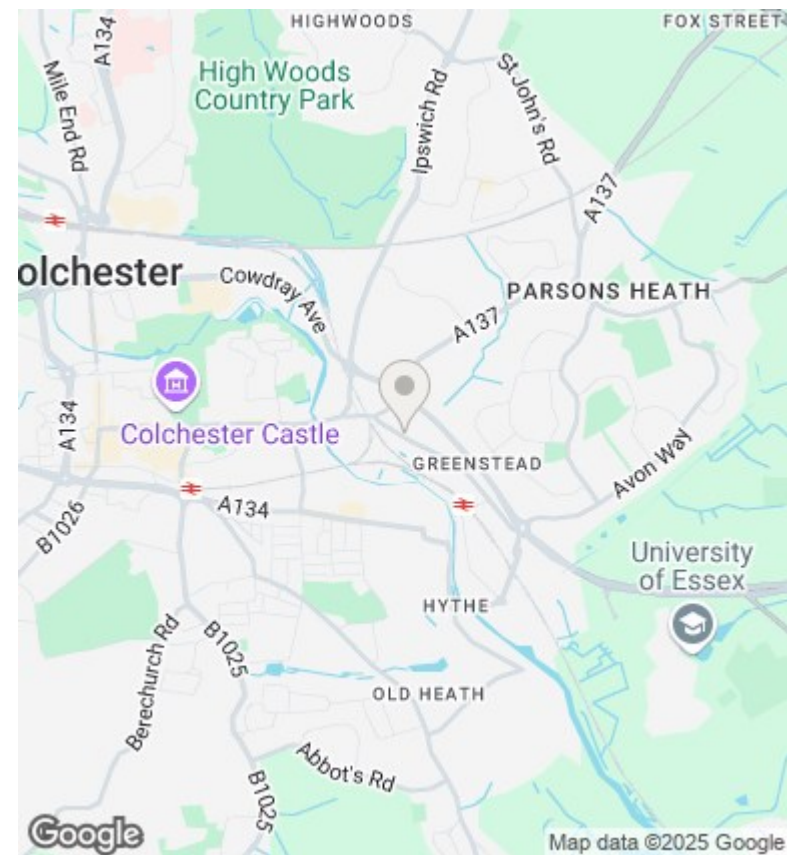 HIGHWOODS
FOX STREET
A134
Mile End Rd
High Woods
Country Park
Ipswich Rd
St John's Rd
A137
olchester
Cowdray Ave
PARSONS HEATH
A137
A134
Colchester Castle
GREENSTEAD
Avon Way
B1026
A134
University
of Essex
HYTHE
Berechurch Rd
B1025
OLD HEATH
Abbot's Rd
B1025
Google
Map data ©2025 Google